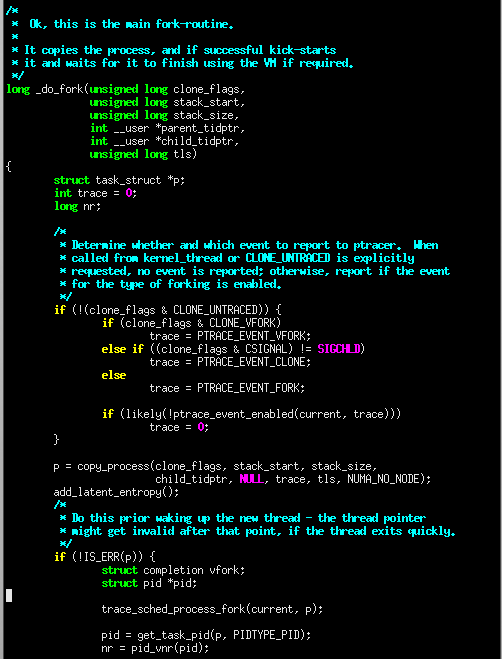 /*
 *  Ok, this is the main fork-routine.
 *
 * It copies the process, and if successful kick-starts
 * it and waits for it to finish using the VM if required.
 */
long _do_fork(unsigned long clone_flags,
              unsigned long stack_start,
              unsigned long stack_size,
              int __user *parent_tidptr,
              int __user *child_tidptr,
              unsigned long tls)
{
        struct task_struct *p;
        int trace = 0;
        long nr;

        /*
         * Determine whether and which event to report to ptracer.  When
         * called from kernel_thread or CLONE_UNTRACED is explicitly
         * requested, no event is reported; otherwise, report if the event
         * for the type of forking is enabled.
         */
        if (!(clone_flags & CLONE_UNTRACED)) {
                if (clone_flags & CLONE_VFORK)
                        trace = PTRACE_EVENT_VFORK;
                else if ((clone_flags & CSIGNAL) != SIGCHLD)
                        trace = PTRACE_EVENT_CLONE;
                else
                        trace = PTRACE_EVENT_FORK;

                if (likely(!ptrace_event_enabled(current, trace)))
                        trace = 0;
        }

        p = copy_process(clone_flags, stack_start, stack_size,
                         child_tidptr, NULL, trace, tls, NUMA_NO_NODE);
        add_latent_entropy();
        /*
         * Do this prior waking up the new thread - the thread pointer
         * might get invalid after that point, if the thread exits quickly.
         */
        if (!IS_ERR(p)) {
                struct completion vfork;
                struct pid *pid;

                trace_sched_process_fork(current, p);

                pid = get_task_pid(p, PIDTYPE_PID);
                nr = pid_vnr(pid);